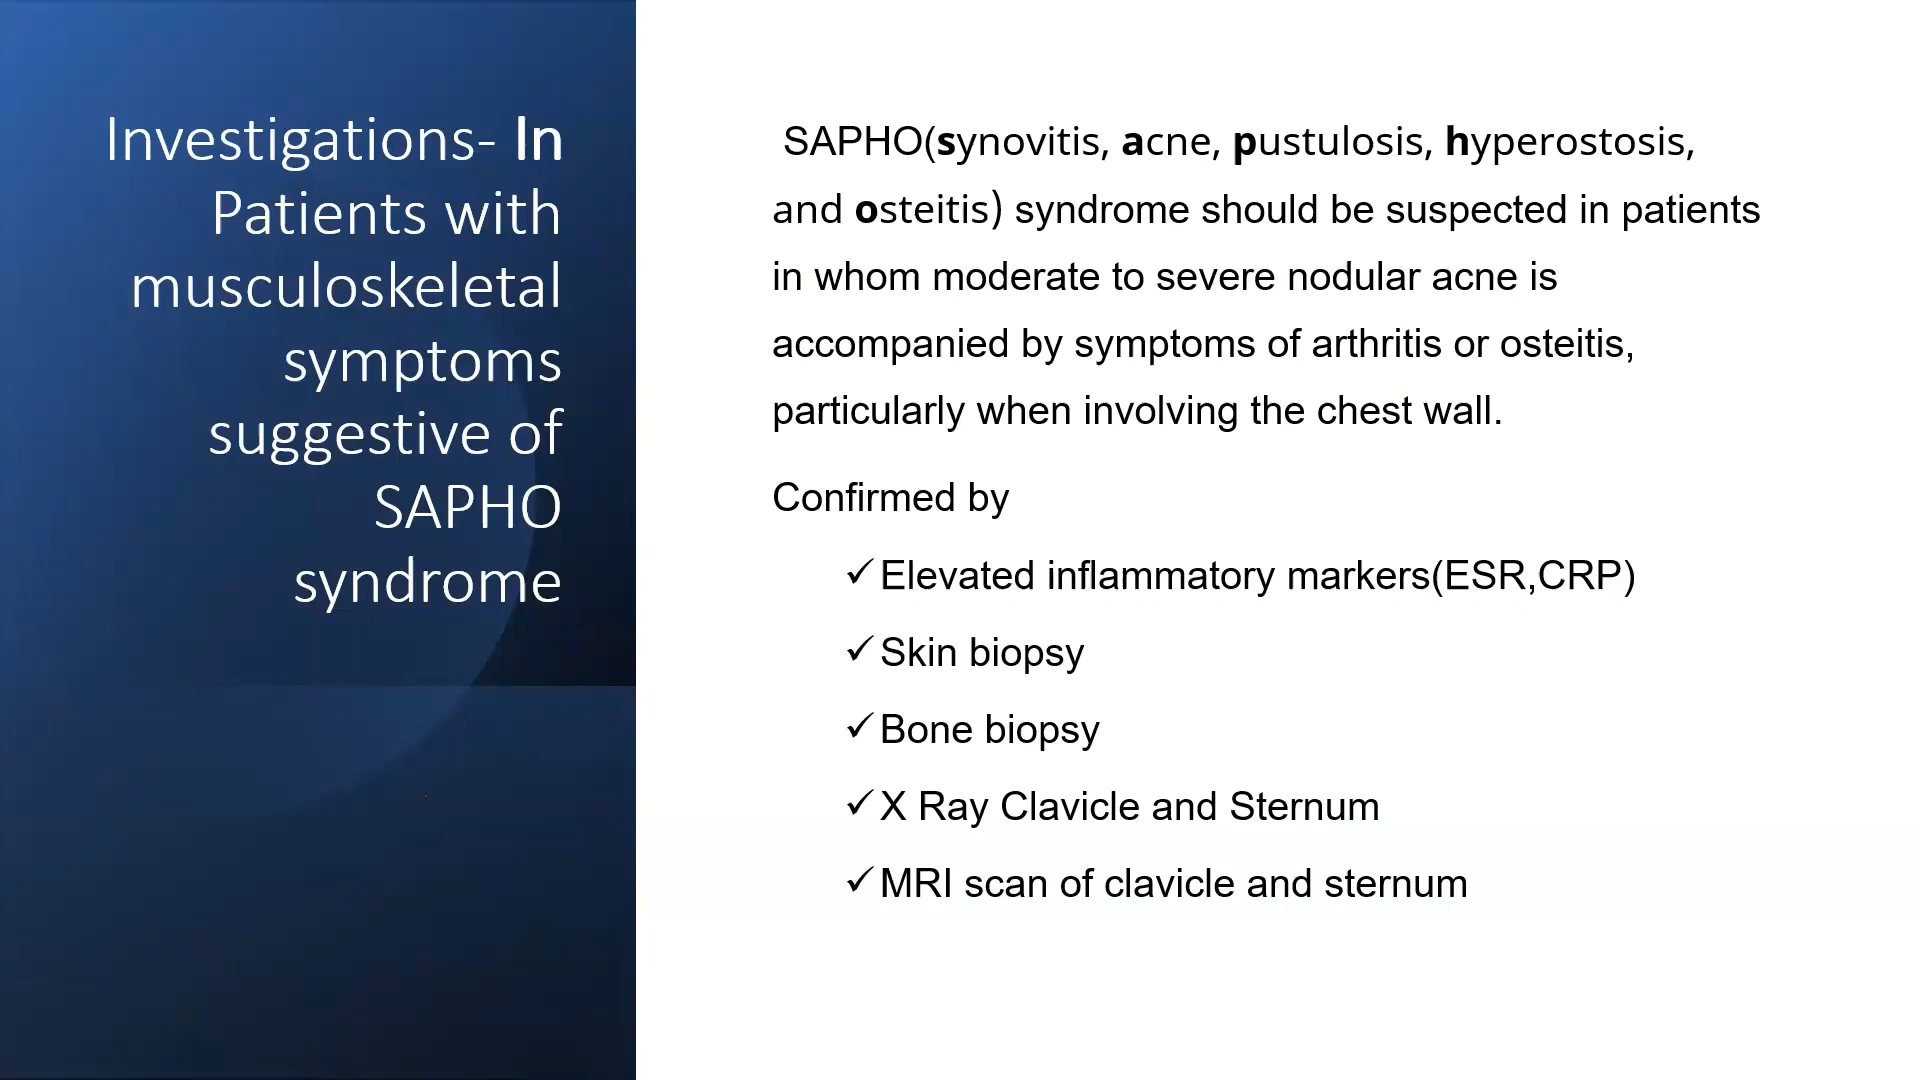 Investigations- In
Patients with
musculoskeletal
symptoms
suggestive of
SAPHO
syndrome
SAPHO(synovitis, acne, pustulosis, hyperostosis,
and osteitis) syndrome should be suspected in patients
in whom moderate to severe nodular acne is
accompanied by symptoms of arthritis or osteitis,
particularly when involving the chest wall.
Confirmed by
✓Elevated inflammatory markers(ESR,CRP)
✓Skin biopsy
✓Bone biopsy
✓X Ray Clavicle and Sternum
✓MRI scan of clavicle and sternum